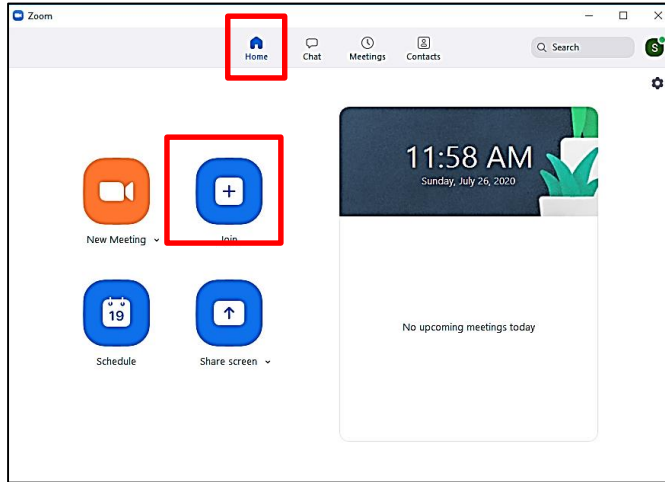 Zoom
Home
Chat
Meetings
Contacts
Search
S
11:58 AM
Sunday, July 26, 2020
New Meeting
Join
19
Schedule
Share screen
No upcoming meetings today